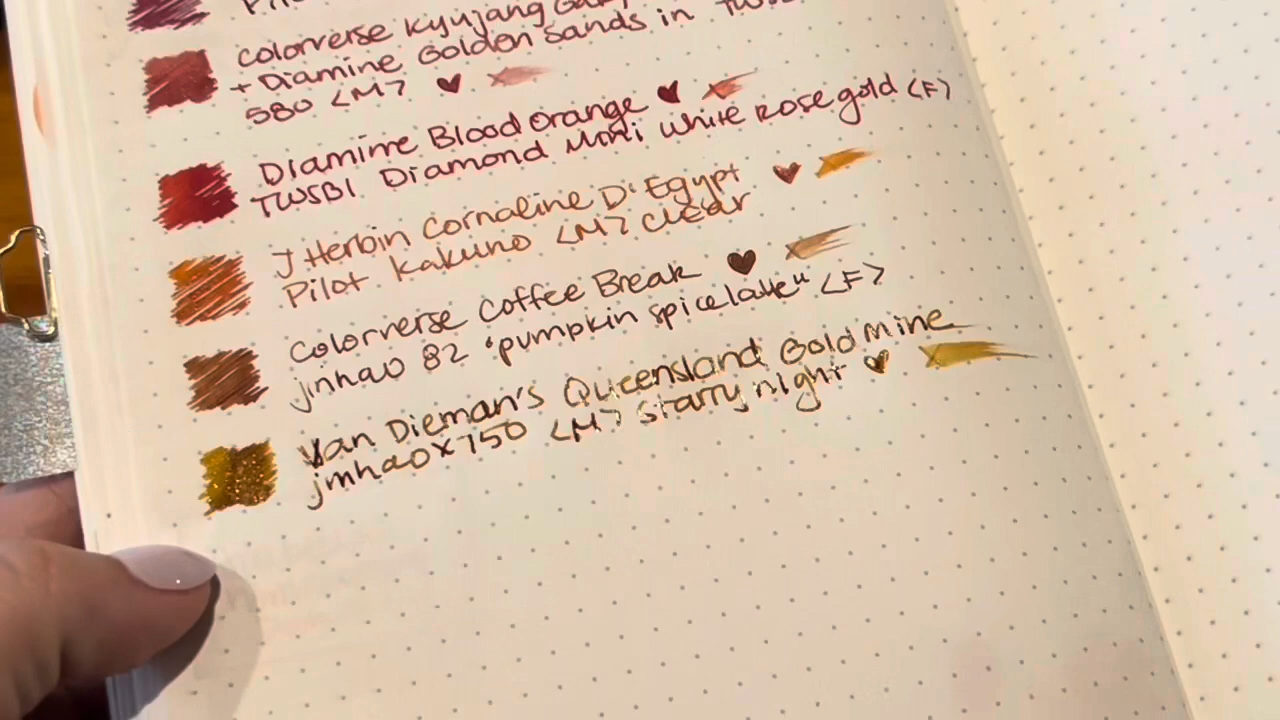 Colorverse Kyujang
+ Diamine Golden Sands in TWSBI
580 <M>
Diamine Blood Orange
TWSBI Diamond Mini White Rose gold <F>
J Herbin Cornaline D'Egypt
Pilot Kakuno <M> Clear
Colorverse Coffee Break
jinhao 82 "pumpkin spice latte" <F>
Van Dieman's Queensland Gold Mine
jinhao x750 <M> starry night